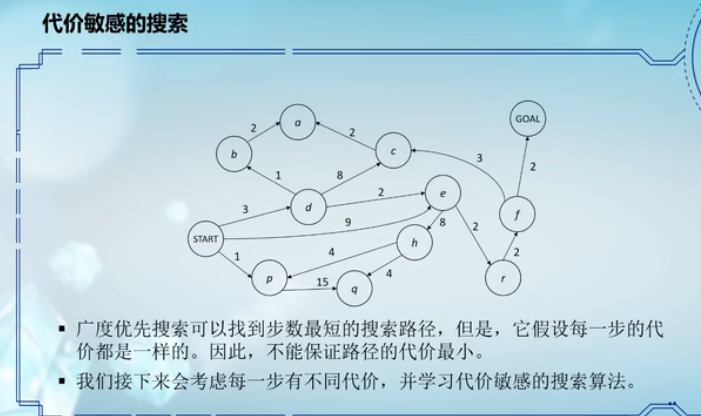 代价敏感的搜索
GOAL
a
2
2
b
c
3
2
1
8
e
2
d
f
3
9
8
2
START
h
2
1
4
r
p
15
q
4
▪ 广度优先搜索可以找到步数最短的搜索路径，但是，它假设每一步的代
价都是一样的。因此，不能保证路径的代价最小。
▪ 我们接下来会考虑每一步有不同代价，并学习代价敏感的搜索算法。